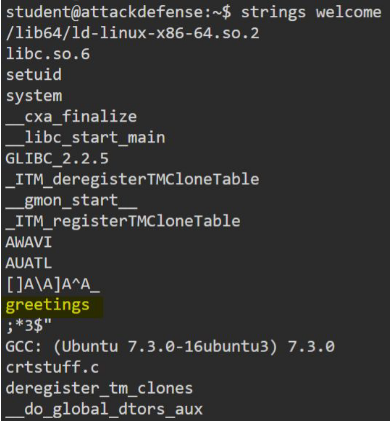 student@attackdefense:~$ strings welcome
/lib64/ld-linux-x86-64.so.2
libc.so.6
setuid
system
__cxa_finalize
__libc_start_main
GLIBC_2.2.5
_ITM_deregisterTMCloneTable
__gmon_start__
_ITM_registerTMCloneTable
AWAVI
AUATL
[]A\A]A^A_
greetings
;*3$"
GCC: (Ubuntu 7.3.0-16ubuntu3) 7.3.0
crtstuff.c
deregister_tm_clones
__do_global_dtors_aux